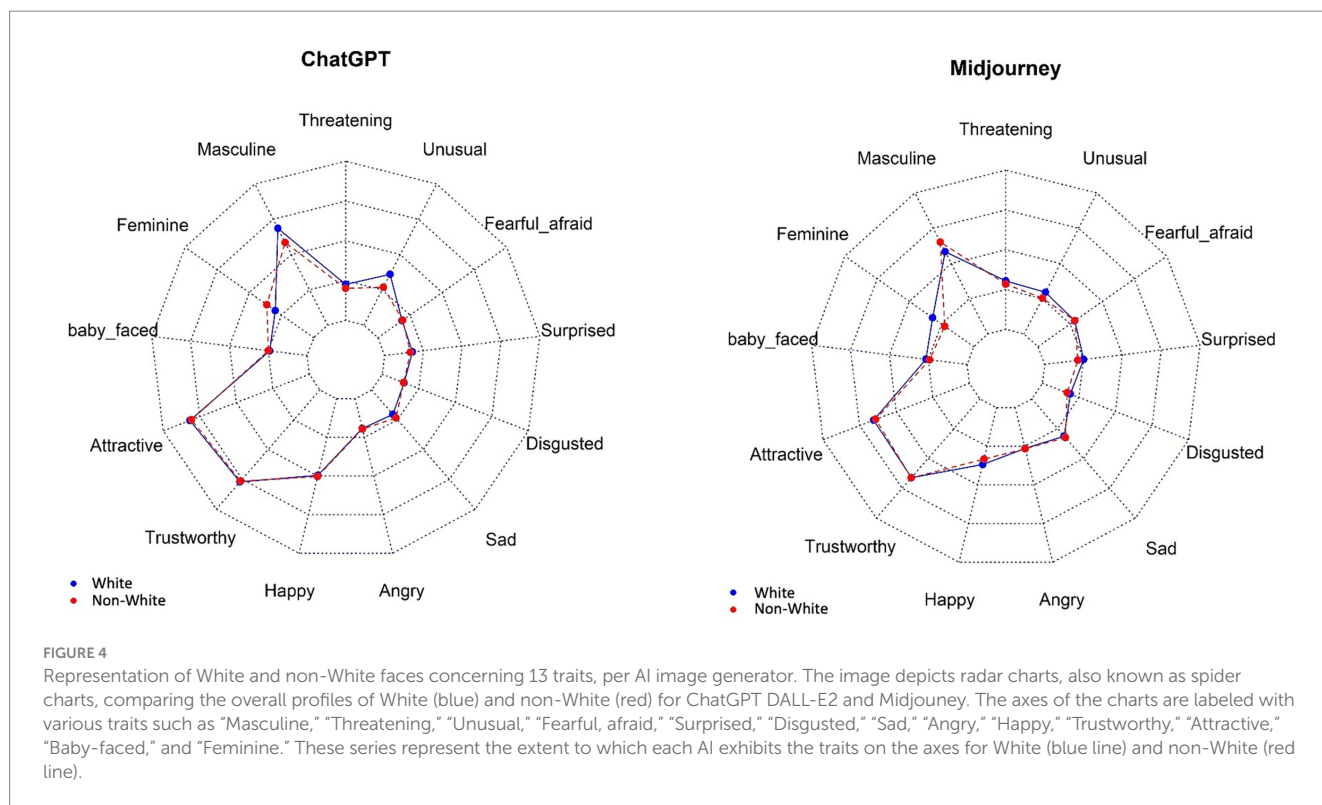 ChatGPT
Threatening
Masculine
Unusual
Feminine
Fearful_afraid
baby_faced
Surprised
Attractive
Disgusted
Trustworthy
Sad
Happy
Angry
White
Non-White
Midjourney
Threatening
Masculine
Unusual
Feminine
Fearful_afraid
baby_faced
Surprised
Attractive
Disgusted
Trustworthy
Sad
Happy
Angry
White
Non-White
FIGURE 4
Representation of White and non-White faces concerning 13 traits, per AI image generator. The image depicts radar charts, also known as spider
charts, comparing the overall profiles of White (blue) and non-White (red) for ChatGPT DALL-E2 and Midjouney. The axes of the charts are labeled with
various traits such as “Masculine,” “Threatening,” “Unusual,” “Fearful, afraid,” “Surprised,” “Disgusted,” “Sad,” “Angry,” “Happy,” “Trustworthy,” “Attractive,”
“Baby-faced,” and “Feminine.” These series represent the extent to which each AI exhibits the traits on the axes for White (blue line) and non-White (red
line).